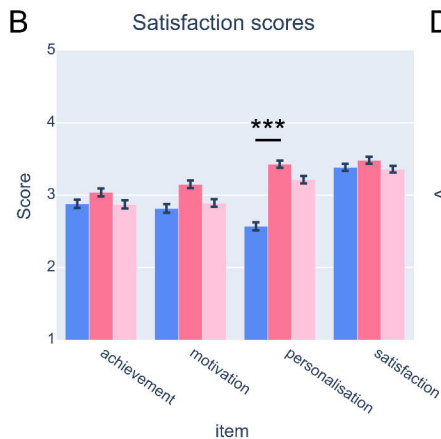 B
Satisfaction scores
D
5
4
3
2
1
Score
***
achievement
motivation
personalisation
satisfaction
item